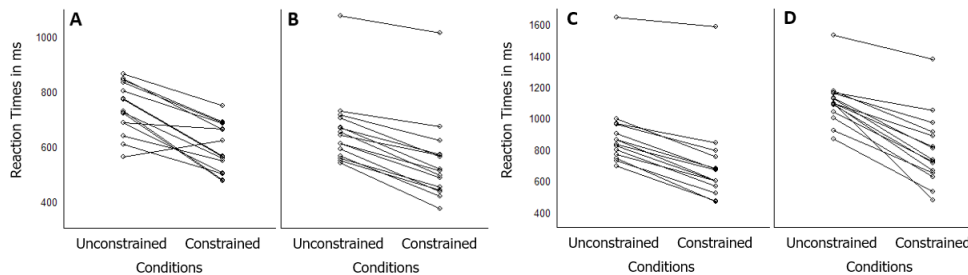 A
B
C
D
Reaction Times in ms
1000
800
600
400
Unconstrained Constrained
Unconstrained Constrained
Conditions
Conditions
Reaction Times in ms
1600
1400
1200
1000
800
600
400
Unconstrained Constrained
Unconstrained Constrained
Conditions
Conditions